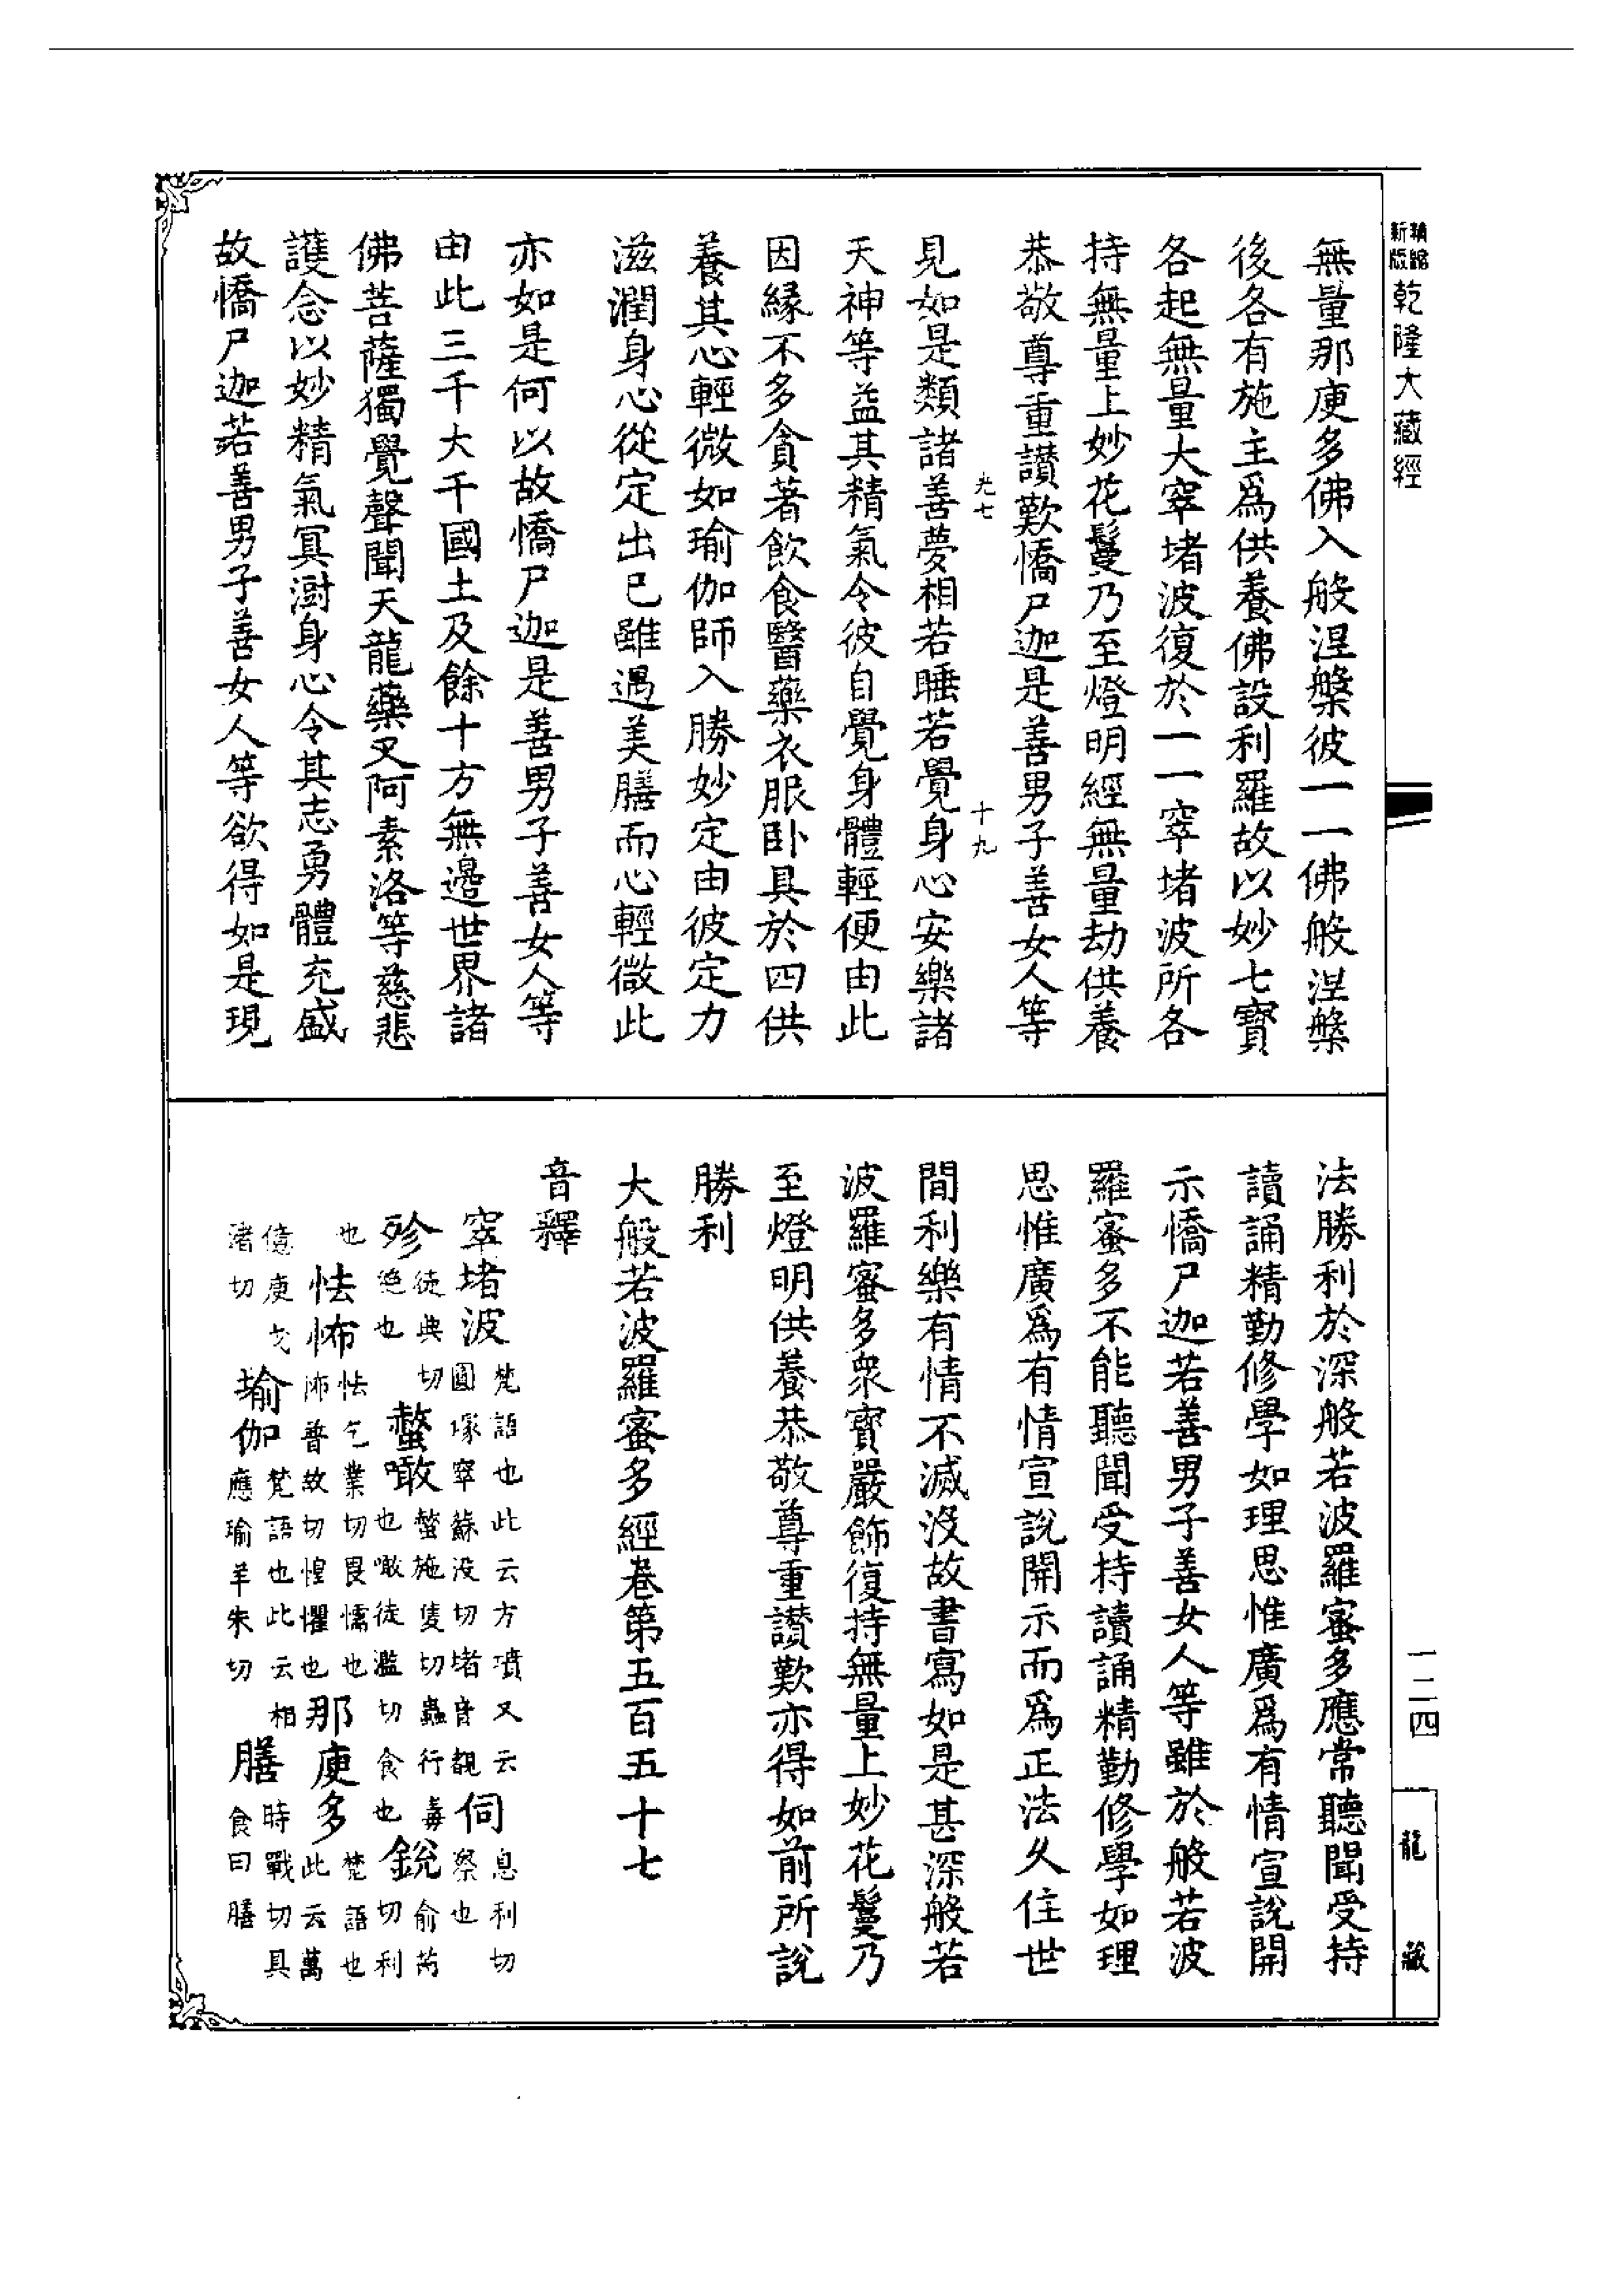 新版
乾隆大藏經
無量那庾多佛入般涅槃彼一一佛般涅槃
後各有施主爲供養佛設利羅故以妙七寶
各起無量大窣堵波復於一一窣堵波所各
持無量上妙花鬘乃至燈明經無量劫供養
恭敬尊重讃歎憍尸迦是善男子善女人等
光七 十九
見如是類諸善夢相若睡若覺身心安樂諸
天神等益其精氣令彼自覺身體輕便由此
因緣不多貪著飲食醫藥衣服卧具於四供
養其心輕微如瑜伽師入勝妙定由彼定力
滋潤身心從定出已雖遇美膳而心輕微此
亦如是何以故憍尸迦是善男子善女人等
由此三千大千國土及餘十方無邊世界諸
佛菩薩獨覺聲聞天龍藥叉阿素洛等慈悲
護念以妙精氣冥澍身心令其志勇體充盛
故憍尸迦若善男子善女人等欲得如是現
法勝利於深般若波羅蜜多應常聽聞受持
讀誦精勤修學如理思惟廣爲有情宣說開
示憍尸迦若善男子善女人等雖於般若波
羅蜜多不能聽聞受持讀誦精勤修學如理
思惟廣爲有情宣說開示而爲正法久住世
間利樂有情不滅沒故書寫如是甚深般若
波羅蜜多衆寶嚴飾復持無量上妙花鬘乃
至燈明供養恭敬尊重讃歎亦得如前所說
勝利
大般若波羅蜜多經卷第五百五十七
音釋
窣堵波 梵語也此云方墳又云圓塚窣蘇没切堵音覩 伺 息利切察也
殄 徒典切絶也 螫噉 螫施隻切蟲行毒也噉徒濫切食也 銳 俞芮切利
也 怯怖 怯乞業切畏懦也怖普故切惶懼也 那庾多 梵語也此云萬
億庾弋渚切 瑜伽 梵語也此云相應瑜羊朱切 膳 時戰切具食曰膳
一二四
龍藏